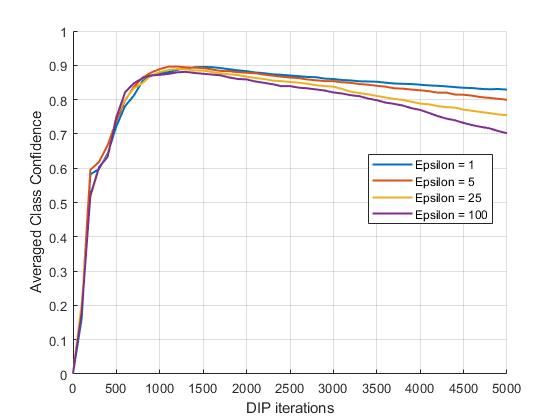 1
0.9
0.8
0.7
0.6
0.5
0.4
0.3
0.2
0.1
0
Averaged Class Confidence
Epsilon = 1
Epsilon = 5
Epsilon = 25
Epsilon = 100
0 500 1000 1500 2000 2500 3000 3500 4000 4500 5000
DIP iterations